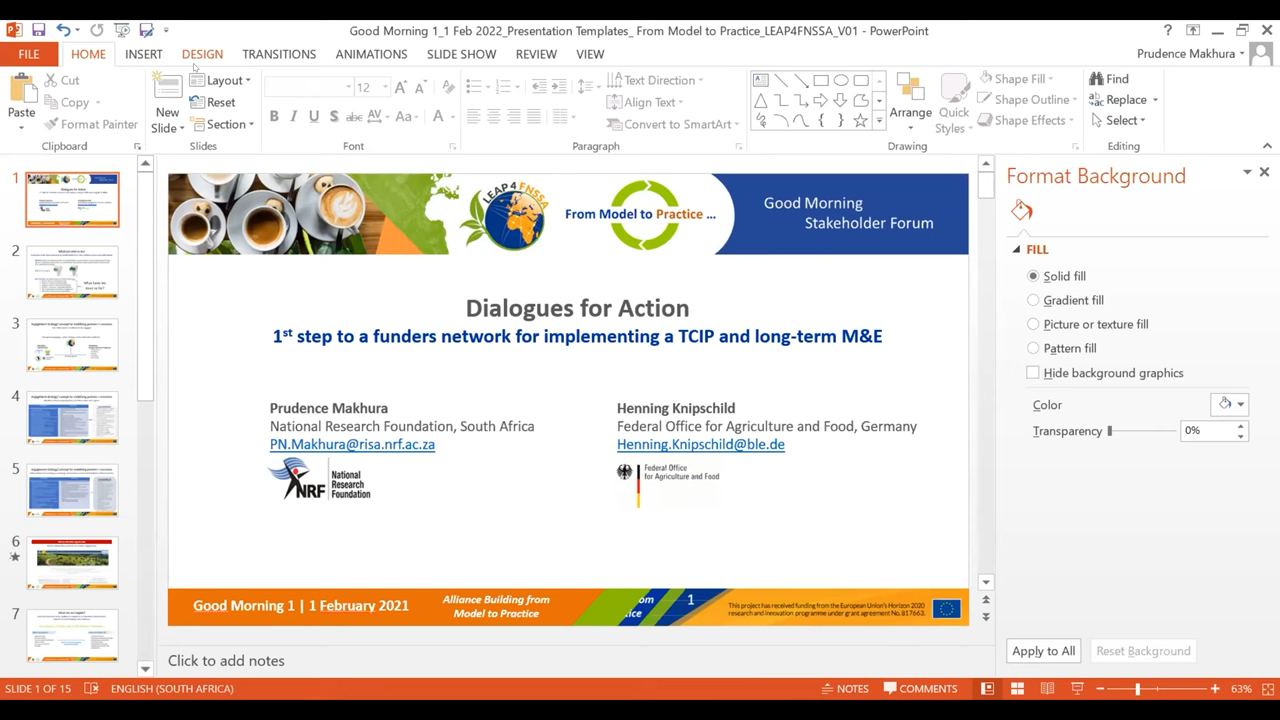 Good Morning 1_1 Feb 2022_Presentation Templates_ From Model to Practice_LEAP4FNSSA_V01 - PowerPoint
FILE HOME INSERT DESIGN TRANSITIONS ANIMATIONS SLIDE SHOW REVIEW VIEW
Prudence Makhura
Paste
Cut
Copy
Format Painter
Clipboard
New
Slide
Layout
Reset
Section
Slides
12
Font
Text Direction
Align Text
Convert to SmartArt
Paragraph
Arrange
Quick
Styles
Shape Fill
Shape Outline
Shape Effects
Drawing
Find
Replace
Select
Editing
1
2
3
4
5
6
7
LEAP4FNSSA
From Model to Practice ...
Good Morning
Stakeholder Forum
Dialogues for Action
1st step to a funders network for implementing a TCIP and long-term M&E
Prudence Makhura
National Research Foundation, South Africa
PN.Makhura@risa.nrf.ac.za
NRF
National
Research
Foundation
Henning Knipschild
Federal Office for Agriculture and Food, Germany
Henning.Knipschild@ble.de
Federal Office
for Agriculture and Food
Good Morning 1 | 1 February 2021
Alliance Building from
Model to Practice
1
This project has received funding from the European Union's Horizon 2020
research and innovation programme under grant agreement No. 817663.
Click to add notes
Format Background
FILL
Solid fill
Gradient fill
Picture or texture fill
Pattern fill
Hide background graphics
Color
Transparency 0%
Apply to All
Reset Background
SLIDE 1 OF 15 ENGLISH (SOUTH AFRICA) NOTES COMMENTS 63%